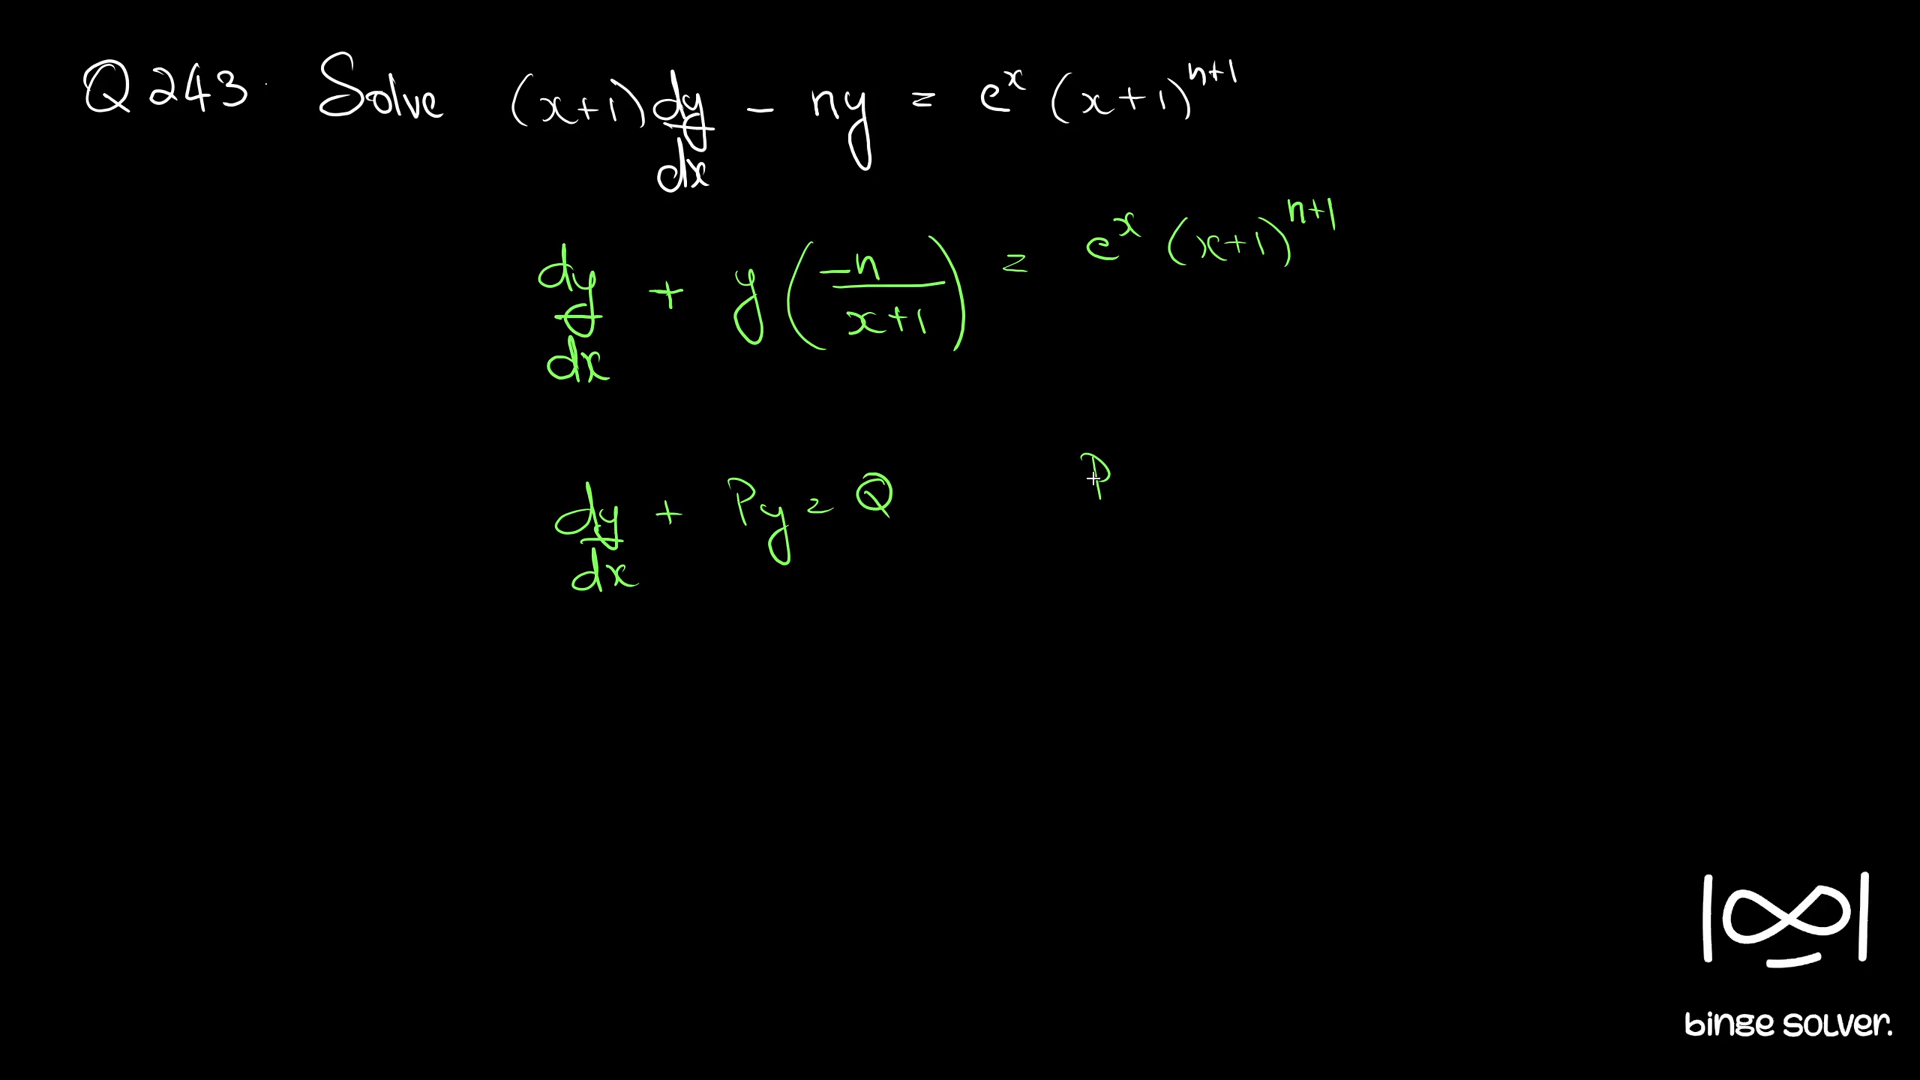 Q 243. Solve (x+1) dy/dx - ny = e^x (x+1)^{n+1}
dy/dx + y (-n/(x+1)) = e^x (x+1)^{n+1}
dy/dx + Py = Q P
binge SOLVER.